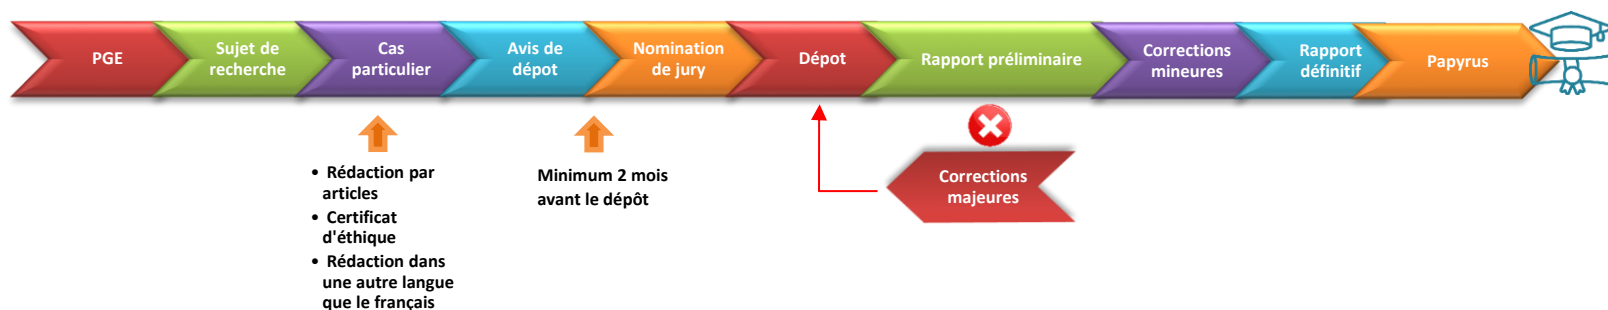 PGE
Sujet de
recherche
Cas
particulier
Avis de
dépot
Nomination
de jury
Dépot
Rapport préliminaire
Corrections
mineures
Rapport
définitif
Papyrus
• Rédaction par
articles
• Certificat
d'éthique
• Rédaction dans
une autre langue
que le français
Minimum 2 mois
avant le dépôt
Corrections
majeures